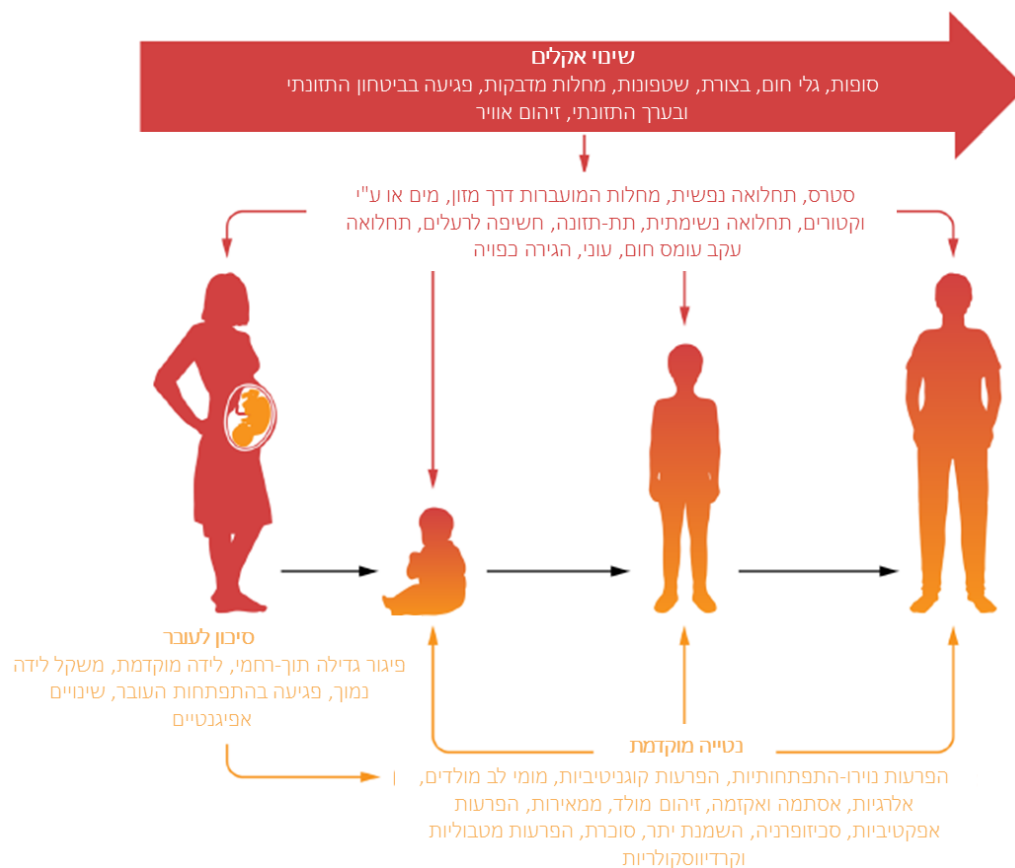 שינוי אקלים
סופות, גלי חום, בצורת, שטפונות, מחלות מדבקות, פגיעה בביטחון התזונתי
ובערך התזונתי, זיהום אוויר
סטרס, תחלואה נפשית, מחלות המועברות דרך מזון, מים או ע"י
וקטורים, תחלואה נשימתית, תת-תזונה, חשיפה לרעלים, תחלואה
עקב עומס חום, עוני, הגירה כפויה
סיכון לעובר
פיגור גדילה תוך-רחמי, לידה מוקדמת, משקל לידה
נמוך, פגיעה בהתפתחות העובר, שינויים
אפיגנטיים
נטייה מוקדמת
הפרעות נוירו-התפתחותיות, הפרעות קוגניטיביות, מומי לב מולדים,
אלרגיות, אסתמה ואקזמה, זיהום מולד, ממאירות, הפרעות
אפקטיביות, סכיזופרניה, השמנת יתר, סוכרת, הפרעות מטבוליות
וקרדיווסקולריות